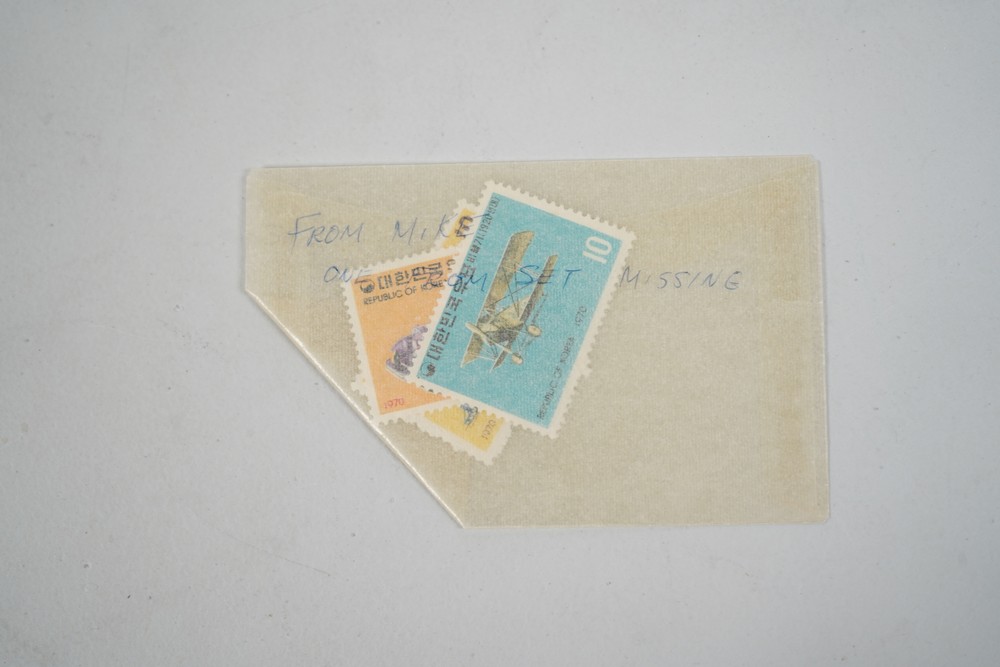 FROM MIKE
ONE FROM SET MISSING
대한민국
REPUBLIC OF KOREA
1970
1970
10
대한민국
1970
REPUBLIC OF KOREA